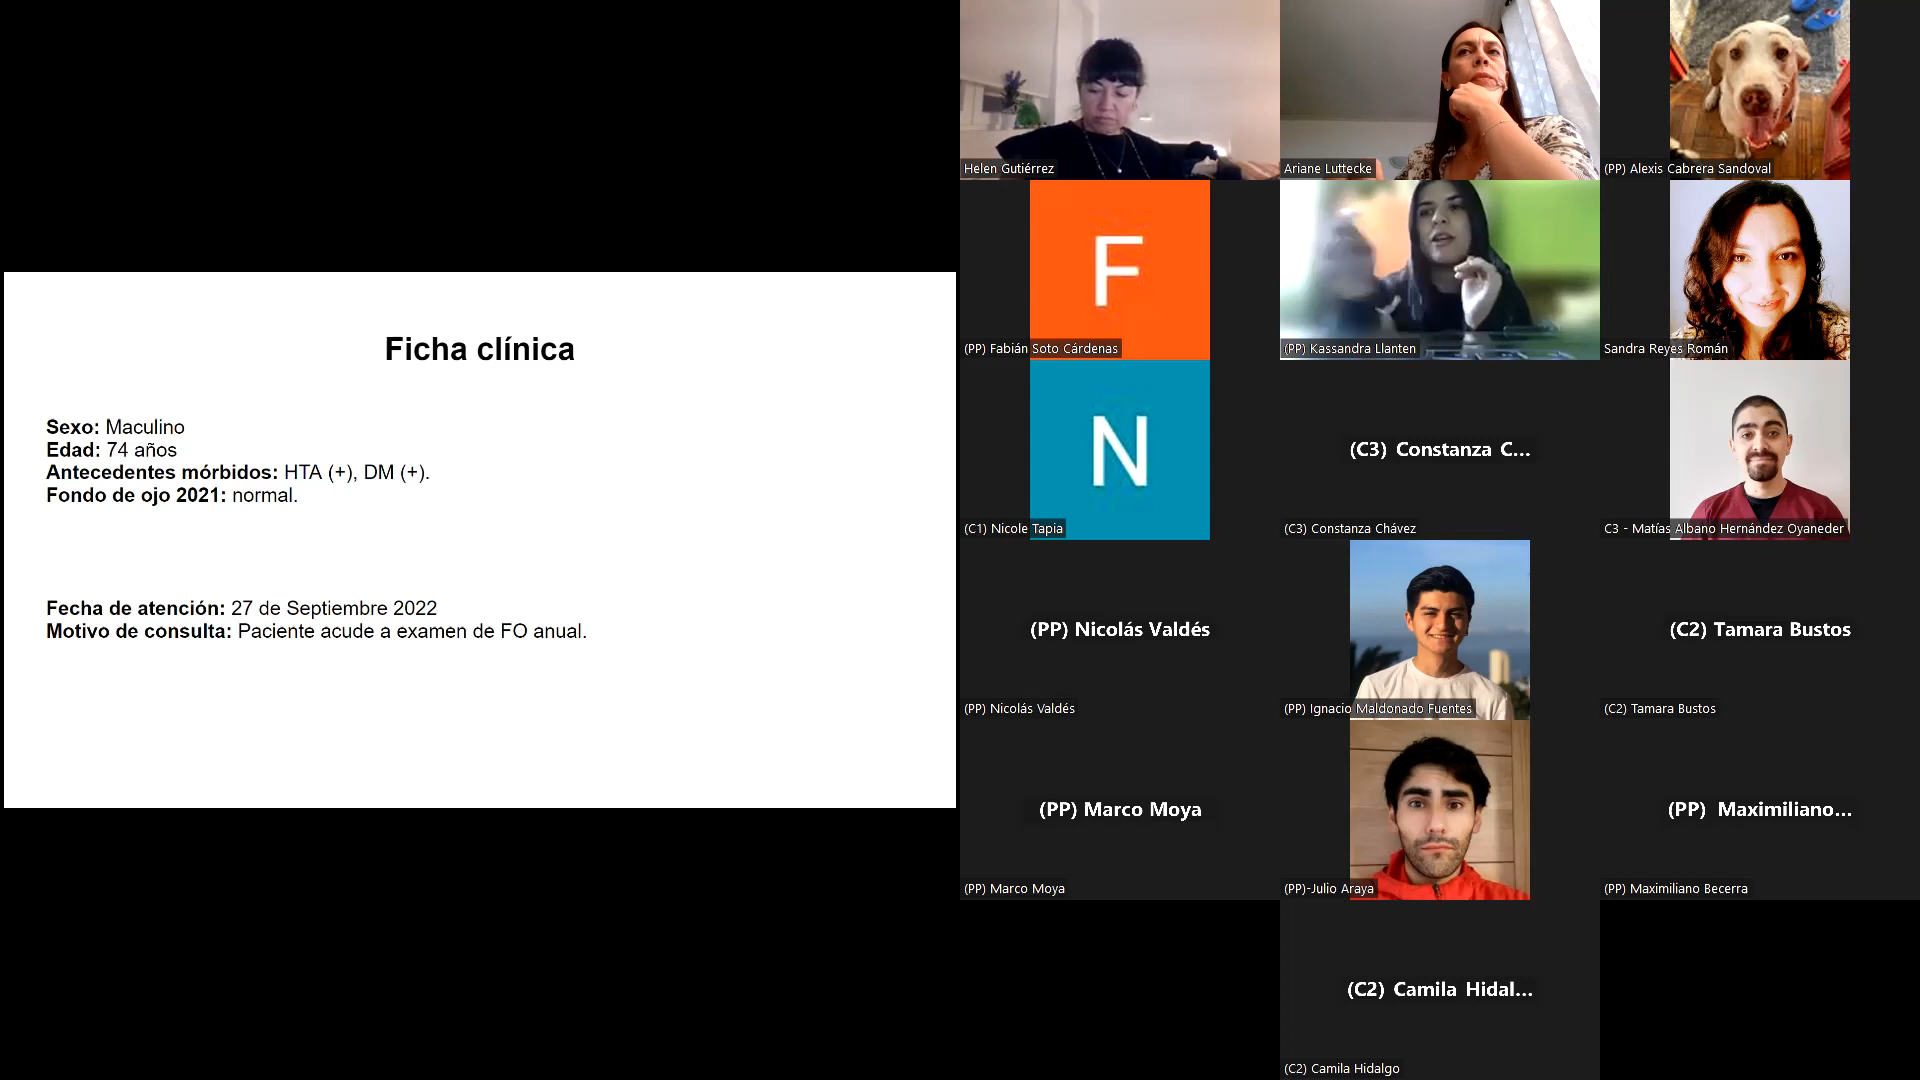 Ficha clínica
Sexo: Maculino
Edad: 74 años
Antecedentes mórbidos: HTA (+), DM (+).
Fondo de ojo 2021: normal.
Fecha de atención: 27 de Septiembre 2022
Motivo de consulta: Paciente acude a examen de FO anual.
Helen Gutiérrez
Ariane Luttecke
(PP) Alexis Cabrera Sandoval
F
(PP) Fabián Soto Cárdenas
(PP) Kassandra Llanten
Sandra Reyes Román
N
(C1) Nicole Tapia
(C3) Constanza C...
(C3) Constanza Chávez
C3 - Matías Albano Hernández Oyaneder
(PP) Nicolás Valdés
(PP) Nicolás Valdés
(PP) Ignacio Maldonado Fuentes
(C2) Tamara Bustos
(C2) Tamara Bustos
(PP) Marco Moya
(PP) Marco Moya
(PP)-Julio Araya
(PP) Maximiliano...
(PP) Maximiliano Becerra
(C2) Camila Hidal...
(C2) Camila Hidalgo